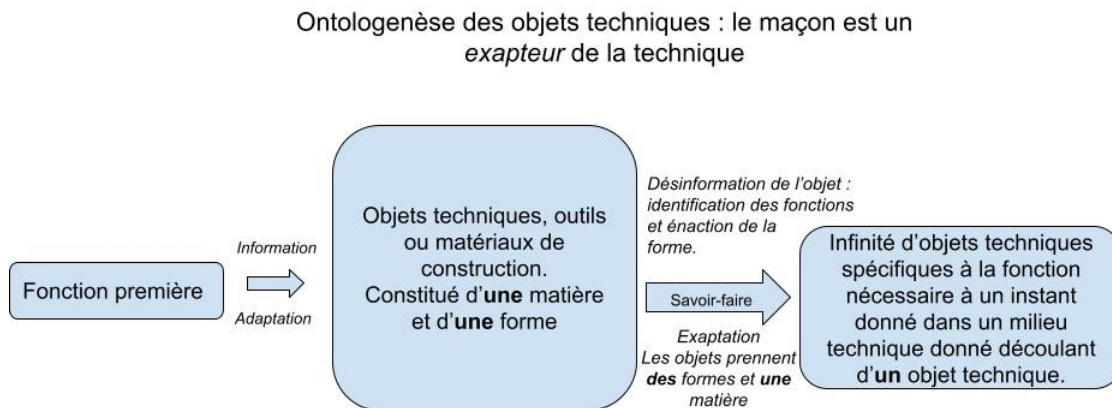 Ontologenèse des objets techniques : le maçon est un
exapteur de la technique
Fonction première
Information
Adaptation
Objets techniques, outils
ou matériaux de
construction.
Constitué d'une matière
et d'une forme
Désinformation de l'objet :
identification des fonctions
et énaction de la
forme.
Savoir-faire
Exaptation
Les objets prennent
des formes et une
matière
Infinité d'objets techniques
spécifiques à la fonction
nécessaire à un instant
donné dans un milieu
technique donné découlant
d'un objet technique.